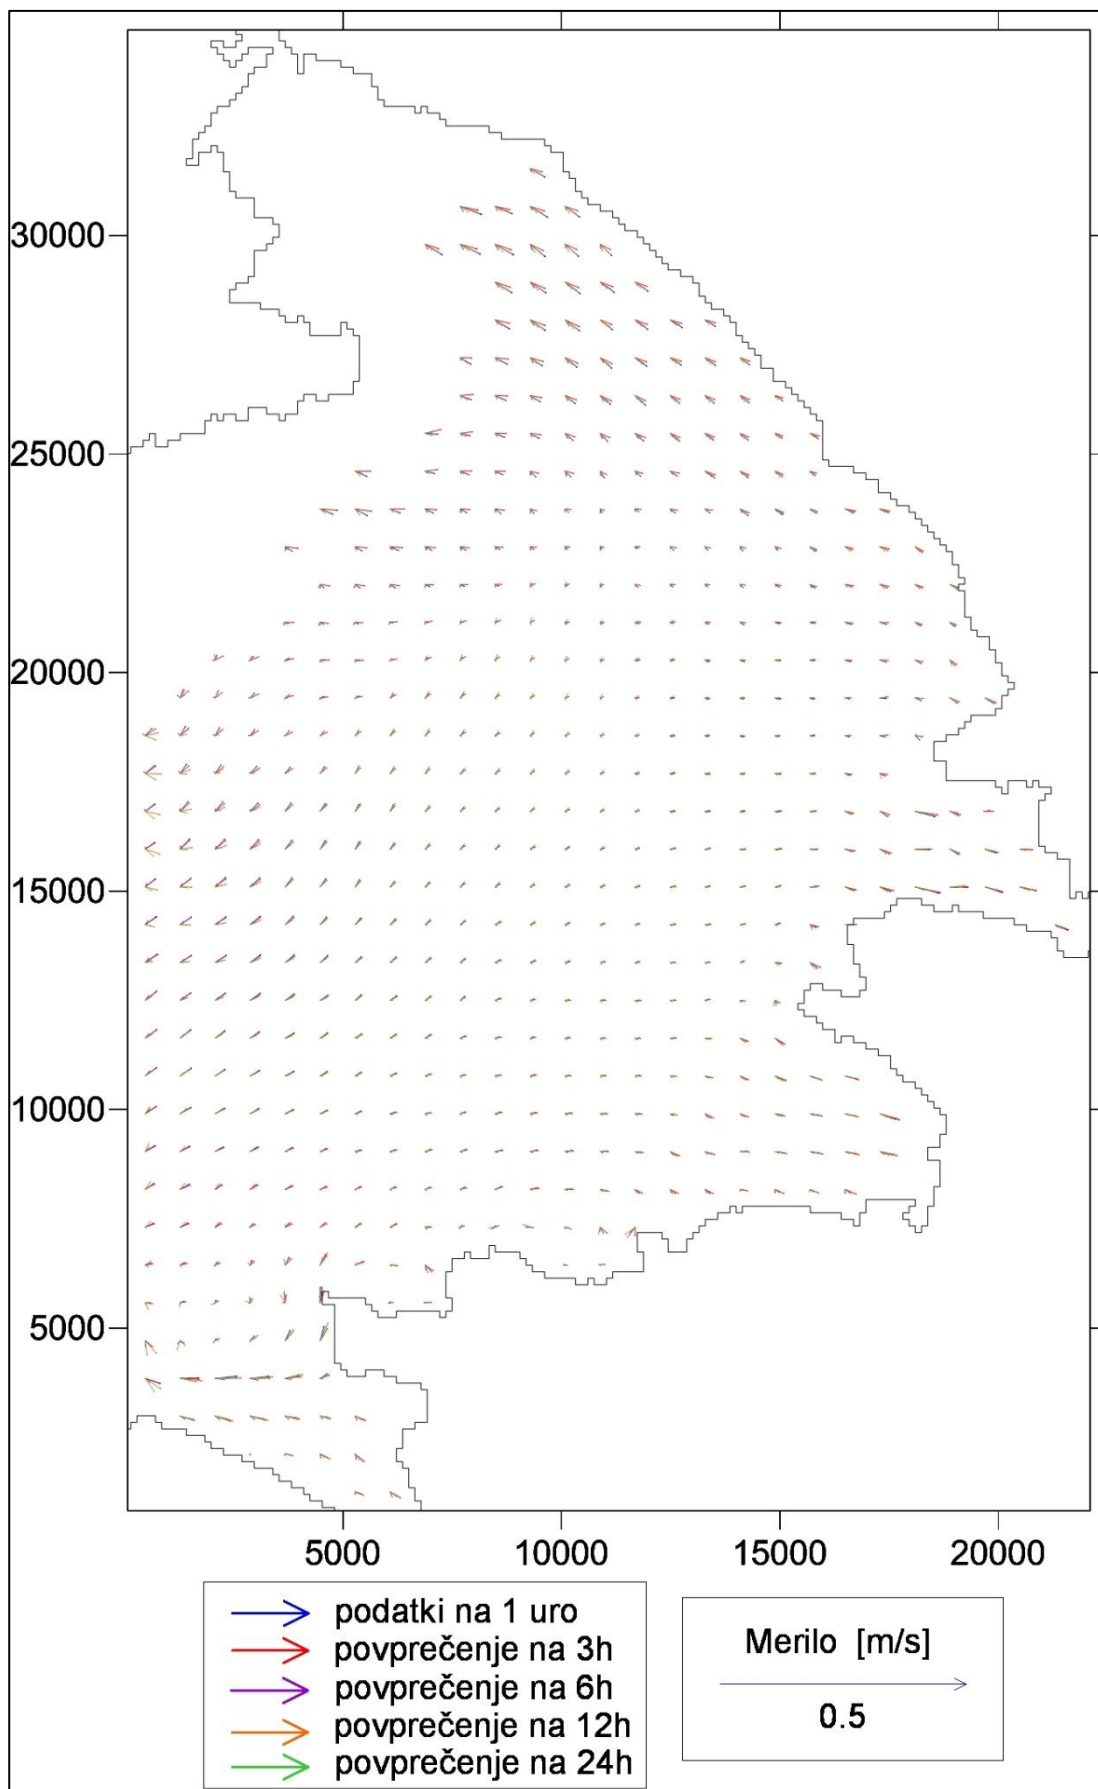 30000
25000
20000
15000
10000
5000
5000 10000 15000 20000
podatki na 1 uro
povprečenje na 3h
povprečenje na 6h
povprečenje na 12h
povprečenje na 24h
Merilo [m/s]
0.5